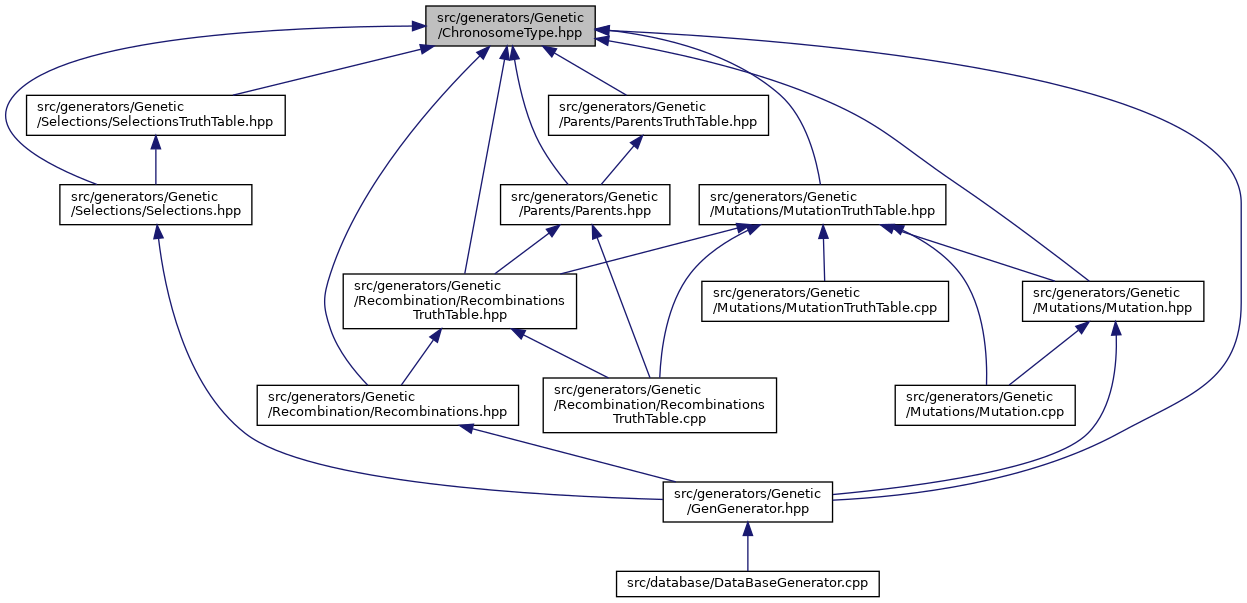 src/generators/Genetic
/ChronosomeType.hpp
src/generators/Genetic
/Selections/SelectionsTruthTable.hpp
src/generators/Genetic
/Parents/ParentsTruthTable.hpp
src/generators/Genetic
/Selections/Selections.hpp
src/generators/Genetic
/Parents/Parents.hpp
src/generators/Genetic
/Mutations/MutationTruthTable.hpp
src/generators/Genetic
/Recombination/Recombinations
TruthTable.hpp
src/generators/Genetic
/Mutations/MutationTruthTable.cpp
src/generators/Genetic
/Mutations/Mutation.hpp
src/generators/Genetic
/Recombination/Recombinations.hpp
src/generators/Genetic
/Recombination/Recombinations
TruthTable.cpp
src/generators/Genetic
/Mutations/Mutation.cpp
src/generators/Genetic
/GenGenerator.hpp
src/database/DataBaseGenerator.cpp